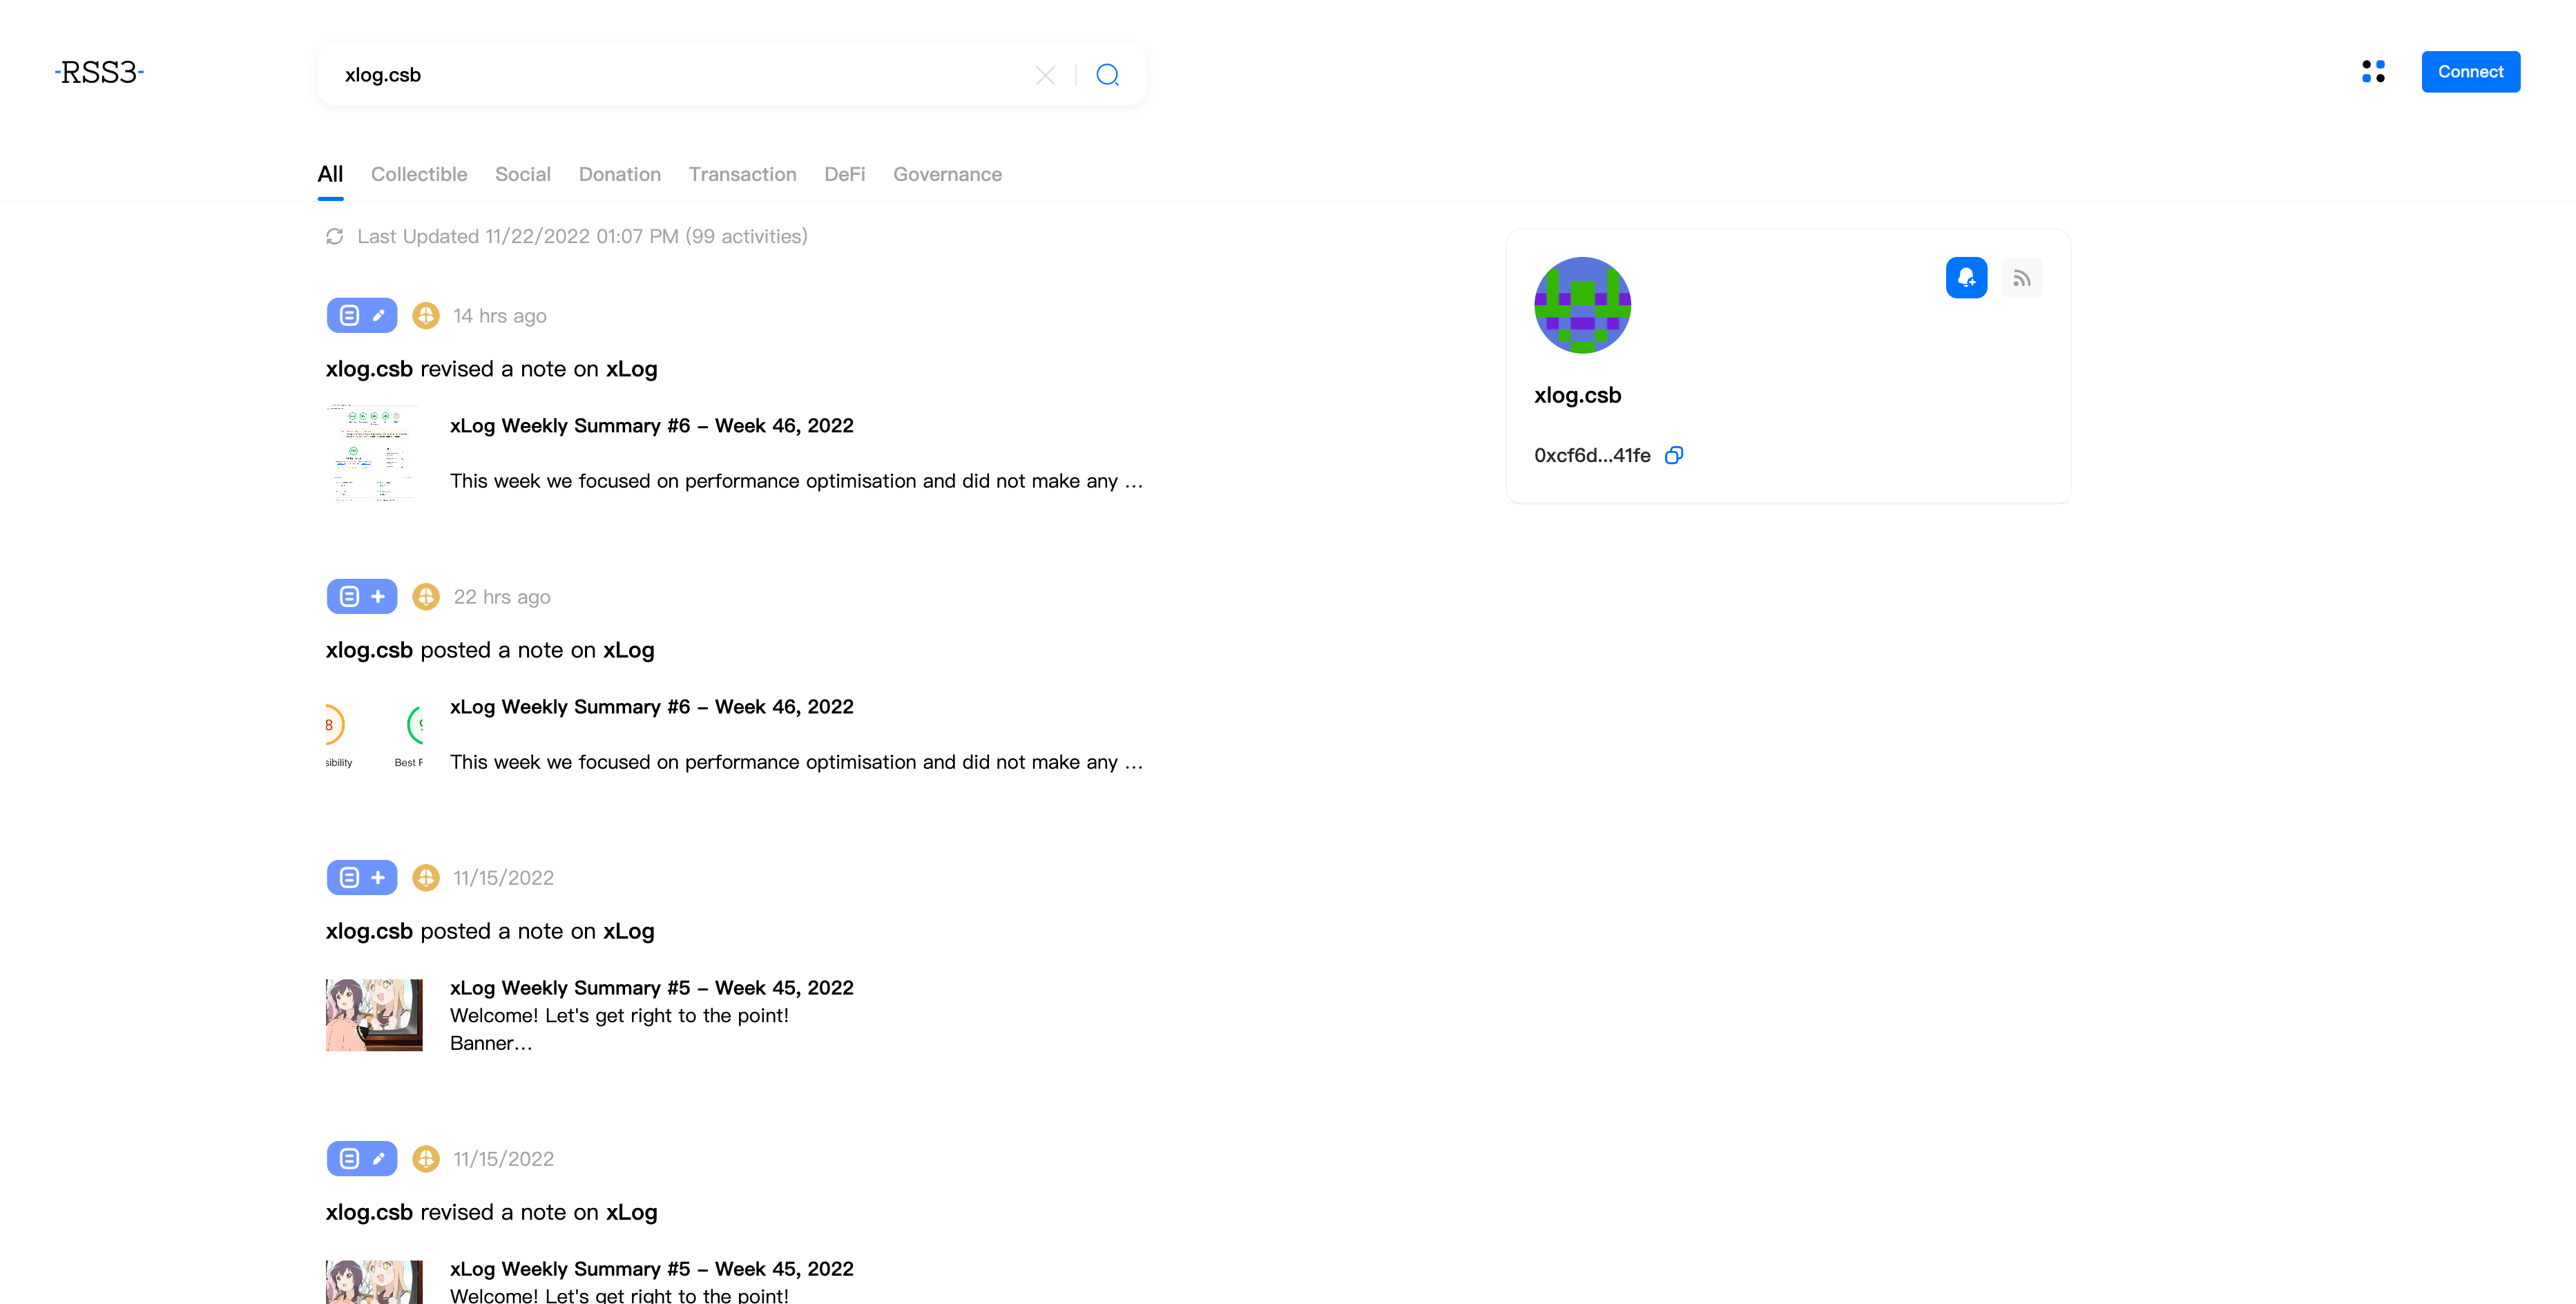 RSS3
xlog.csb
Connect
All Collectible Social Donation Transaction DeFi Governance
Last Updated 11/22/2022 01:07 PM (99 activities)
14 hrs ago
xlog.csb revised a note on xLog
xLog Weekly Summary #6 – Week 46, 2022
This week we focused on performance optimisation and did not make any ...
22 hrs ago
xlog.csb posted a note on xLog
8
sibility
Best F
xLog Weekly Summary #6 – Week 46, 2022
This week we focused on performance optimisation and did not make any ...
11/15/2022
xlog.csb posted a note on xLog
xLog Weekly Summary #5 – Week 45, 2022
Welcome! Let's get right to the point!
Banner...
11/15/2022
xlog.csb revised a note on xLog
xLog Weekly Summary #5 – Week 45, 2022
Welcome! Let's get right to the point!
xlog.csb
0xcf6d...41fe